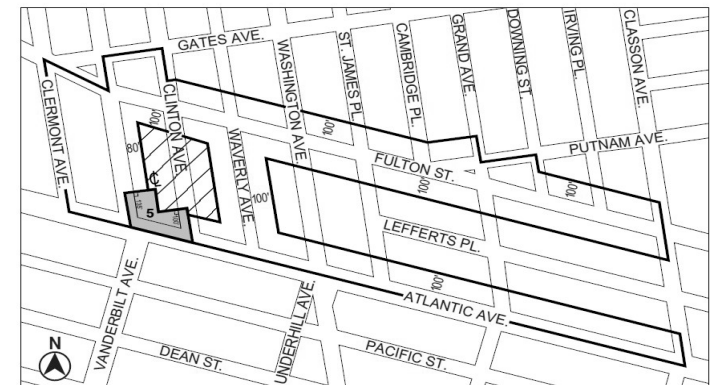 GATES AVE.
CLERMONT AVE.
CLINTON AVE.
WAVERLY AVE.
WASHINGTON AVE.
ST. JAMES PL.
CAMBRIDGE PL.
GRAND AVE.
DOWNING ST.
IRVING PL.
CLASSON AVE.
PUTNAM AVE.
FULTON ST.
LEFFERTS PL.
ATLANTIC AVE.
VANDERBILT AVE.
UNDERHILL AVE.
DEAN ST.
PACIFIC ST.
100'
80'
100'
100'
100'
100'
100'
100'
5
N